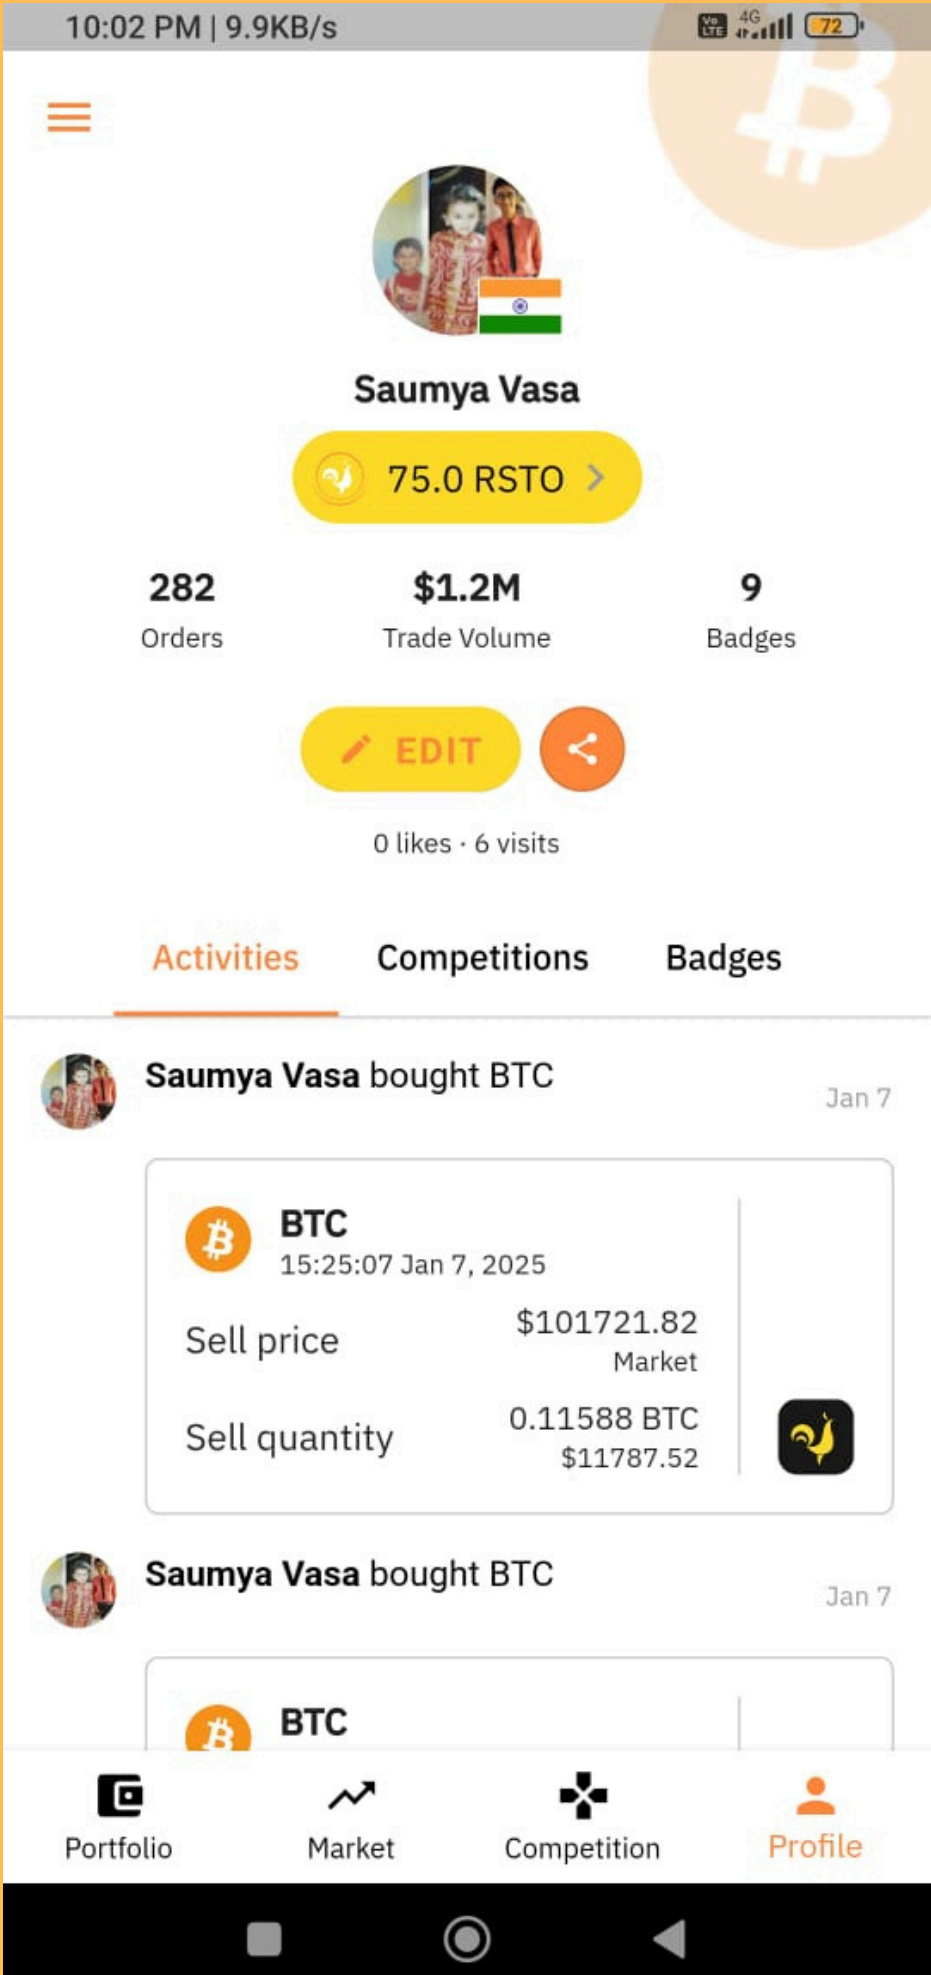 10:02 PM | 9.9KB/s
Vo LTE 4G 72
Saumya Vasa
75.0 RSTO
282 $1.2M 9
Orders Trade Volume Badges
EDIT
0 likes · 6 visits
Activities Competitions Badges
Saumya Vasa bought BTC
Jan 7
BTC
15:25:07 Jan 7, 2025
Sell price $101721.82
Market
Sell quantity 0.11588 BTC
$11787.52
Saumya Vasa bought BTC
Jan 7
BTC
Portfolio Market Competition Profile